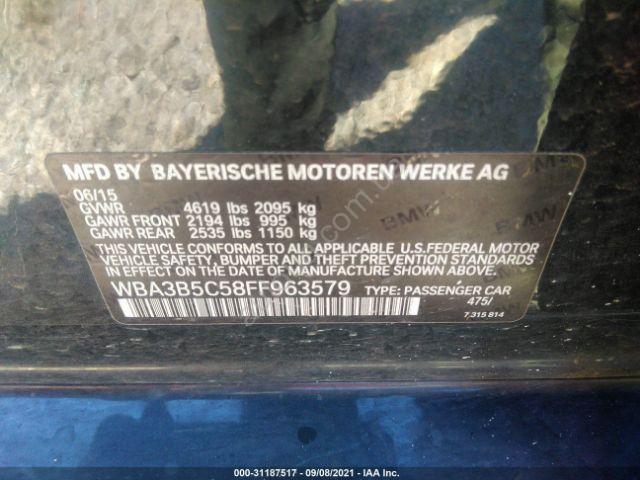 MFD BY BAYERISCHE MOTOREN WERKE AG
06/15
GVWR 4619 lbs 2095 kg
GAWR FRONT 2194 lbs 995 kg
GAWR REAR 2535 lbs 1150 kg
THIS VEHICLE CONFORMS TO ALL APPLICABLE U.S.FEDERAL MOTOR
VEHICLE SAFETY, BUMPER, AND THEFT PREVENTION STANDARDS
IN EFFECT ON THE DATE OF MANUFACTURE SHOWN ABOVE.
WBA3B5C58FF963579 TYPE: PASSENGER CAR
475/
7 315 814
000-31187517 - 09/08/2021 - IAA Inc.